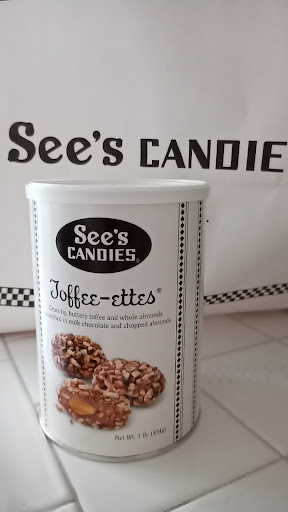 See's CANDIE
See's
CANDIES®
Toffee-ettes®
Crunchy, buttery toffee and whole almonds
in milk chocolate and chopped almonds
Net Wt. 1 lb. (454g)